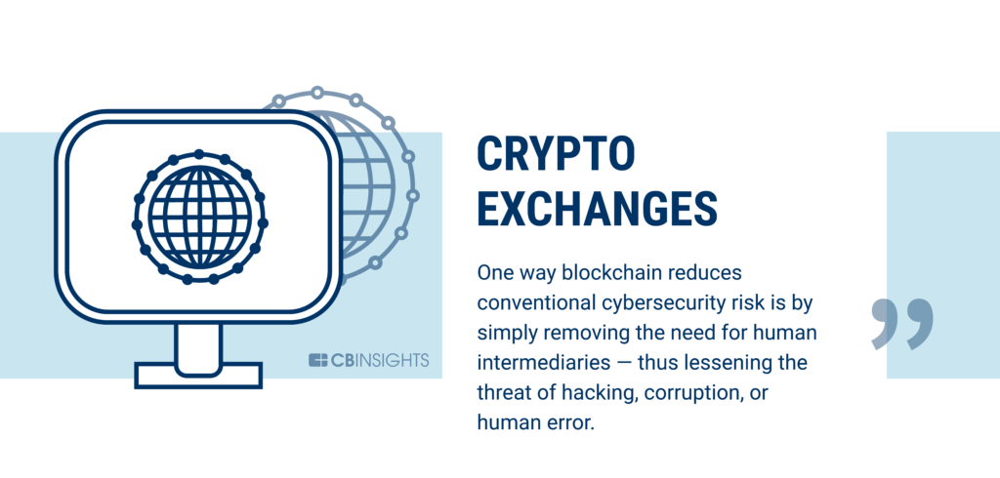 CRYPTO
EXCHANGES
One way blockchain reduces
conventional cybersecurity risk is by
simply removing the need for human
intermediaries — thus lessening the
threat of hacking, corruption, or
human error.
”
CBINSIGHTS